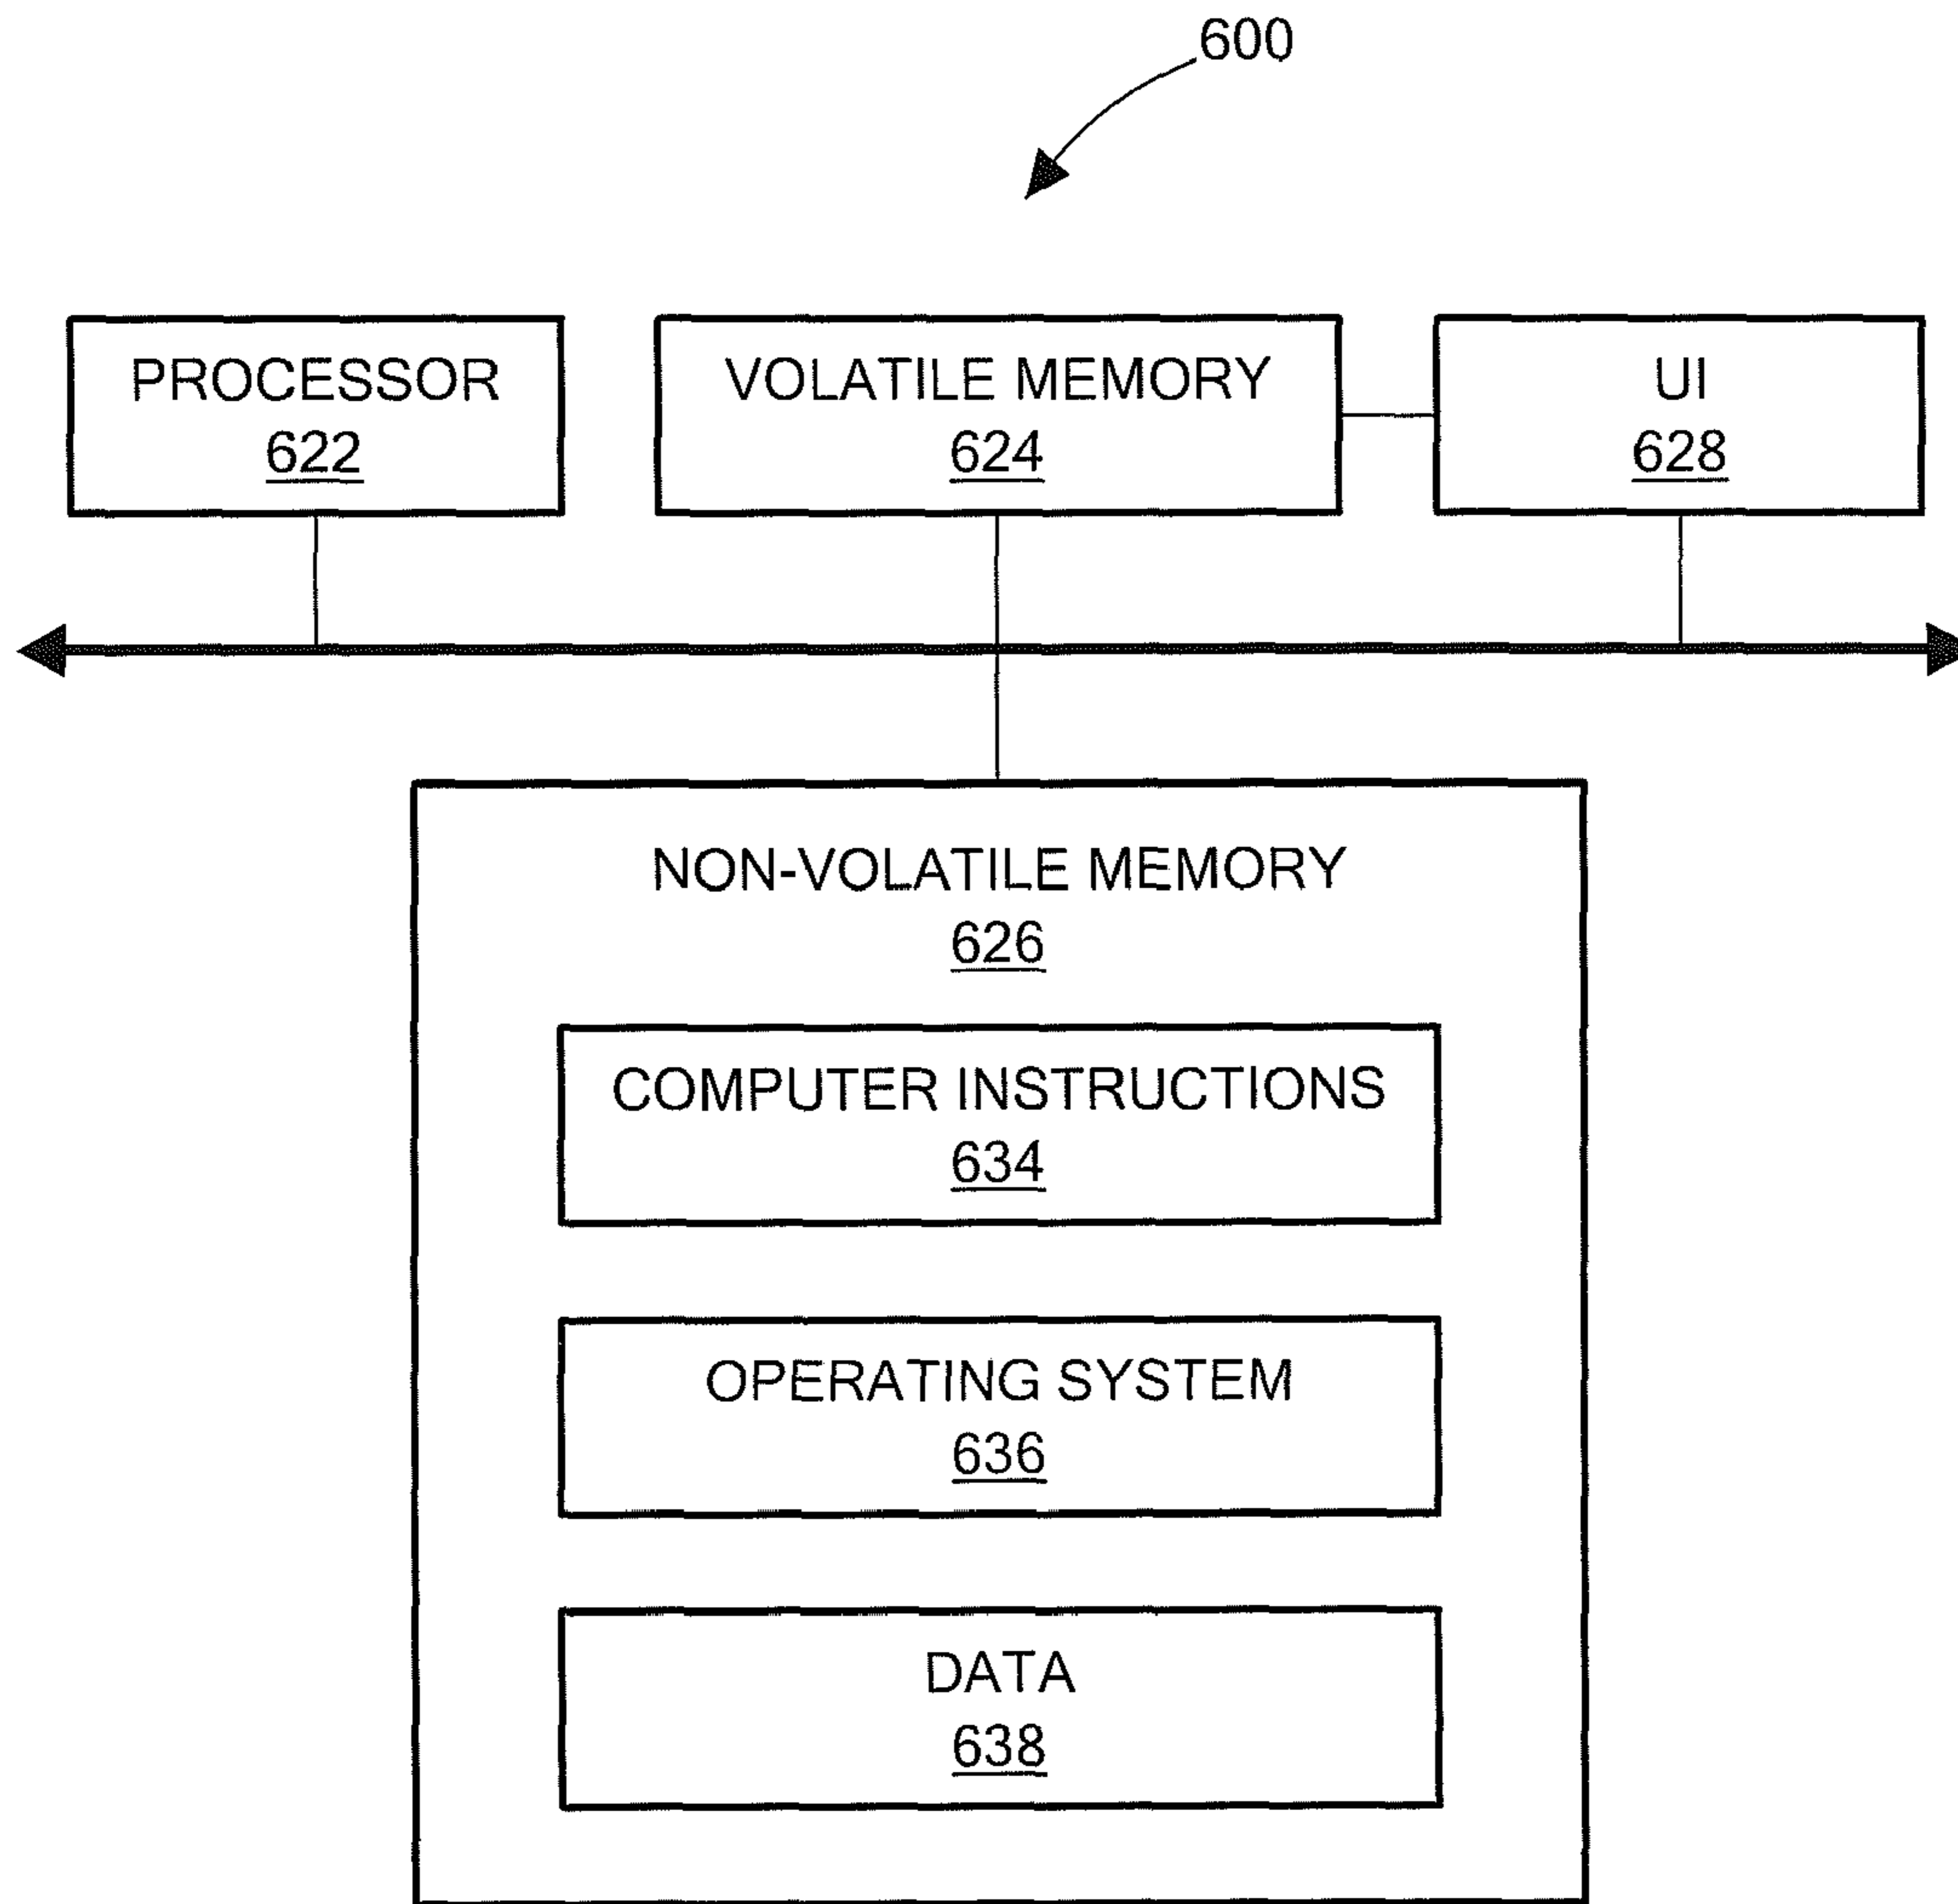 600
PROCESSOR
622
VOLATILE MEMORY
624
UI
628
NON-VOLATILE MEMORY
626
COMPUTER INSTRUCTIONS
634
OPERATING SYSTEM
636
DATA
638